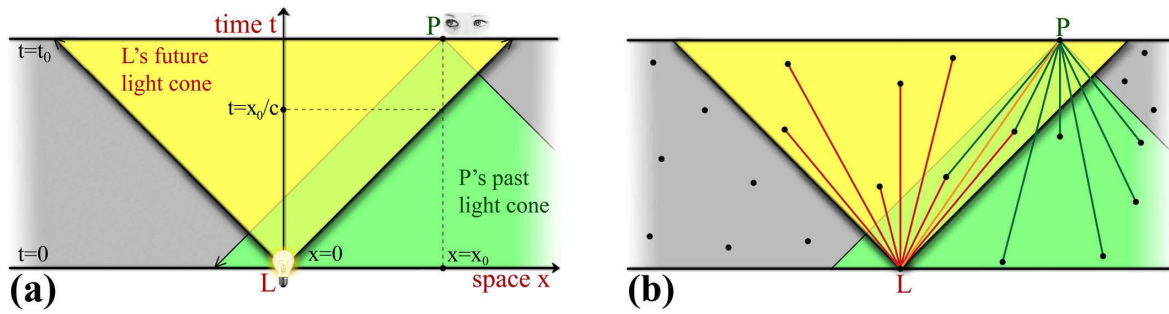 time t
P
t=t₀
L's future
light cone
t=x₀/c
P's past
light cone
t=0
x=0
x=x₀
(a)
L
space x
P
(b)
L